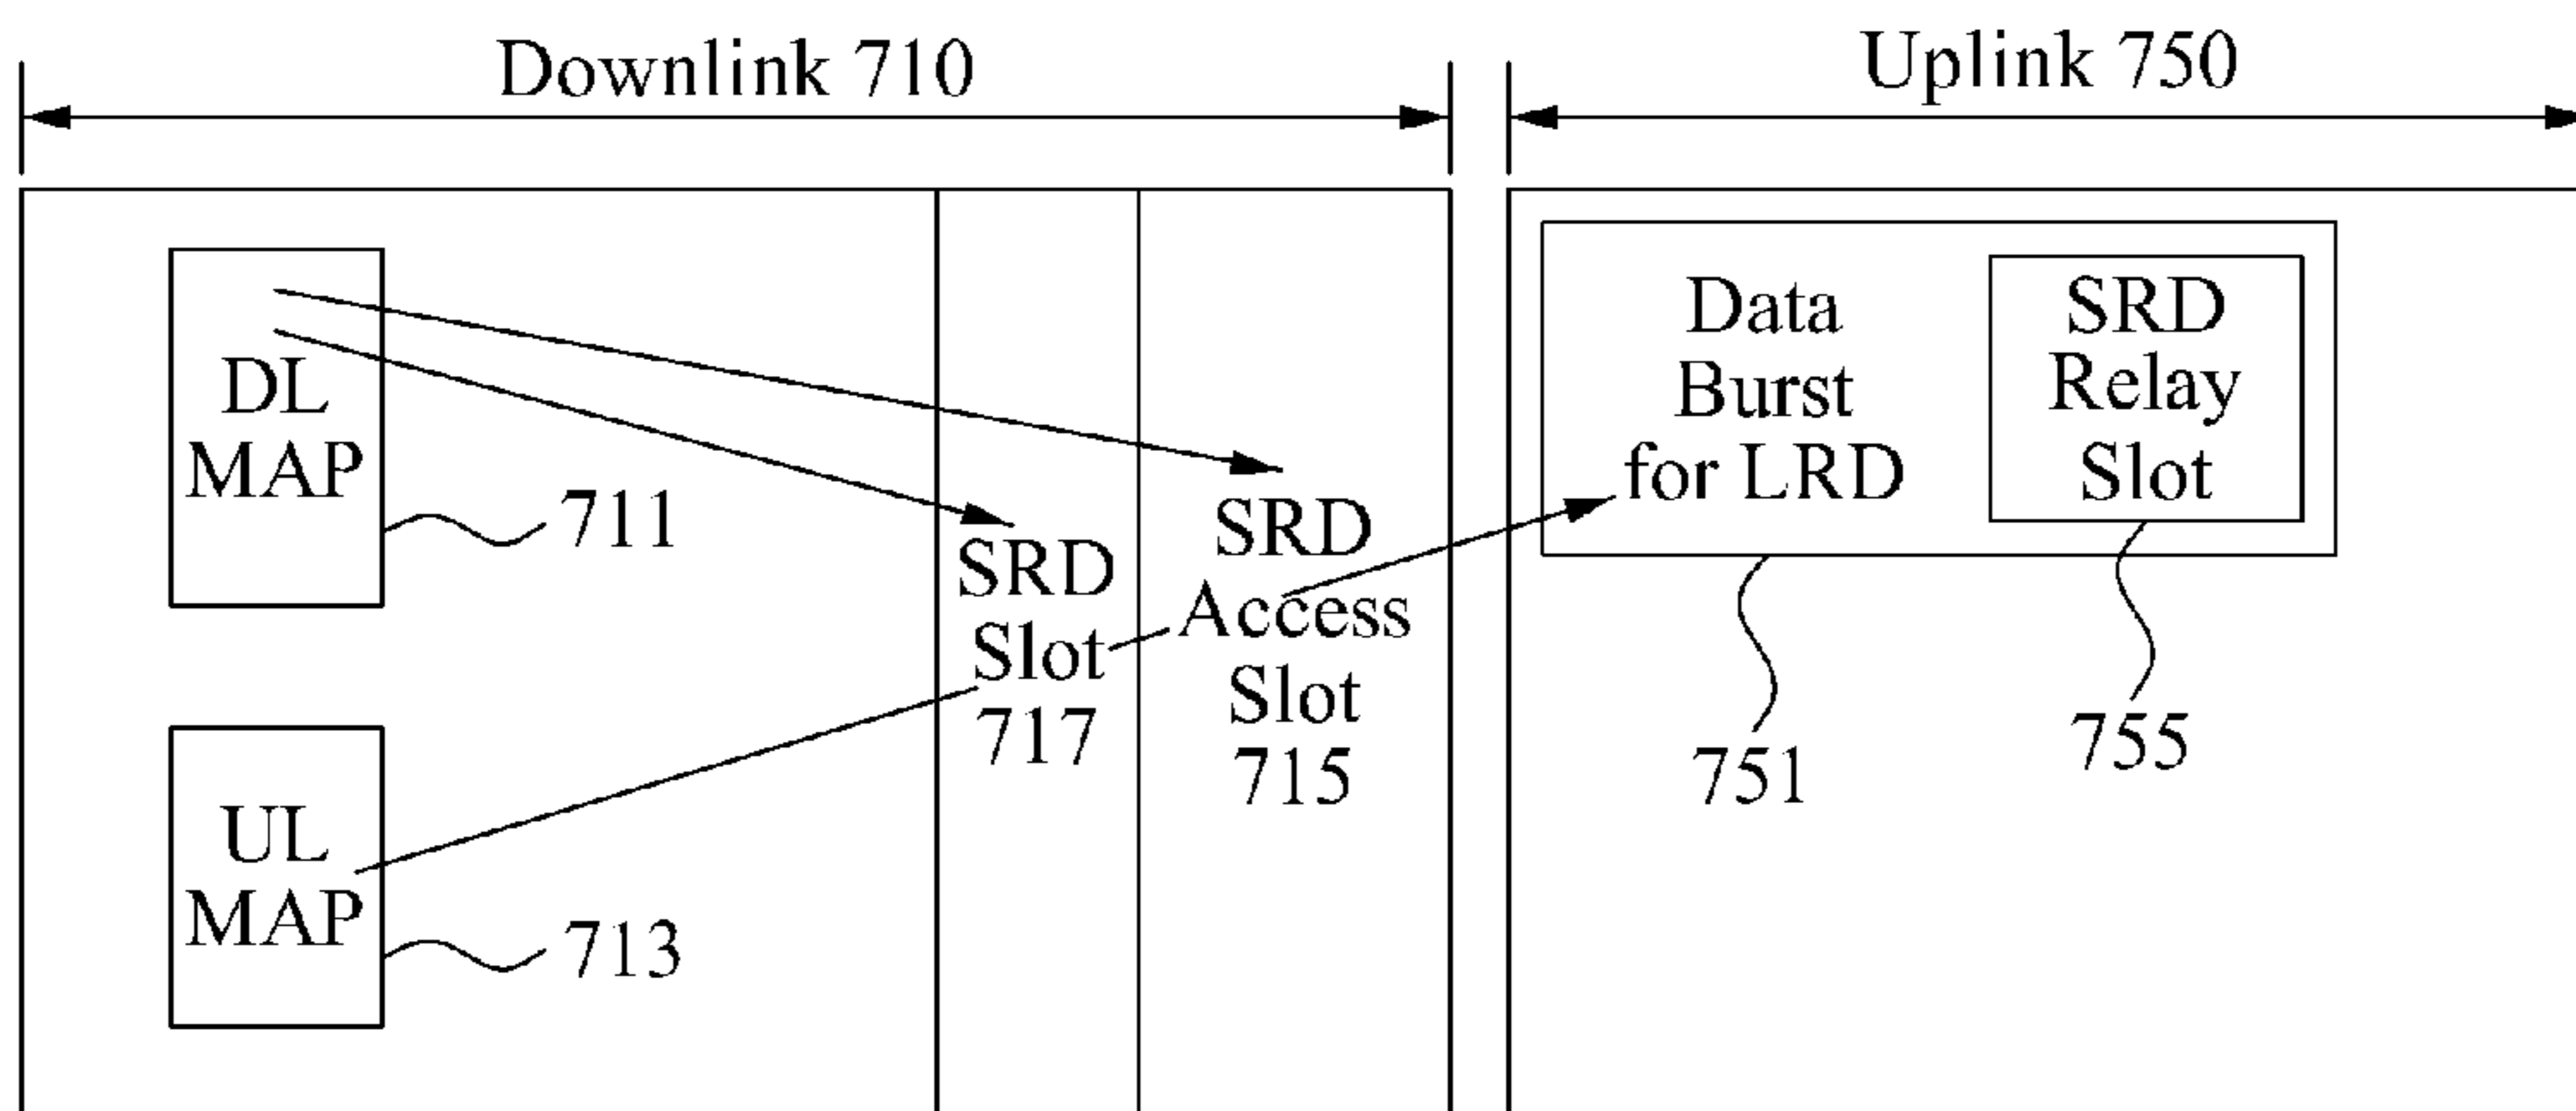 Downlink 710
Uplink 750
DL
MAP
711
UL
MAP
713
SRD
Slot
717
SRD
Access
Slot
715
Data
Burst
for LRD
751
SRD
Relay
Slot
755